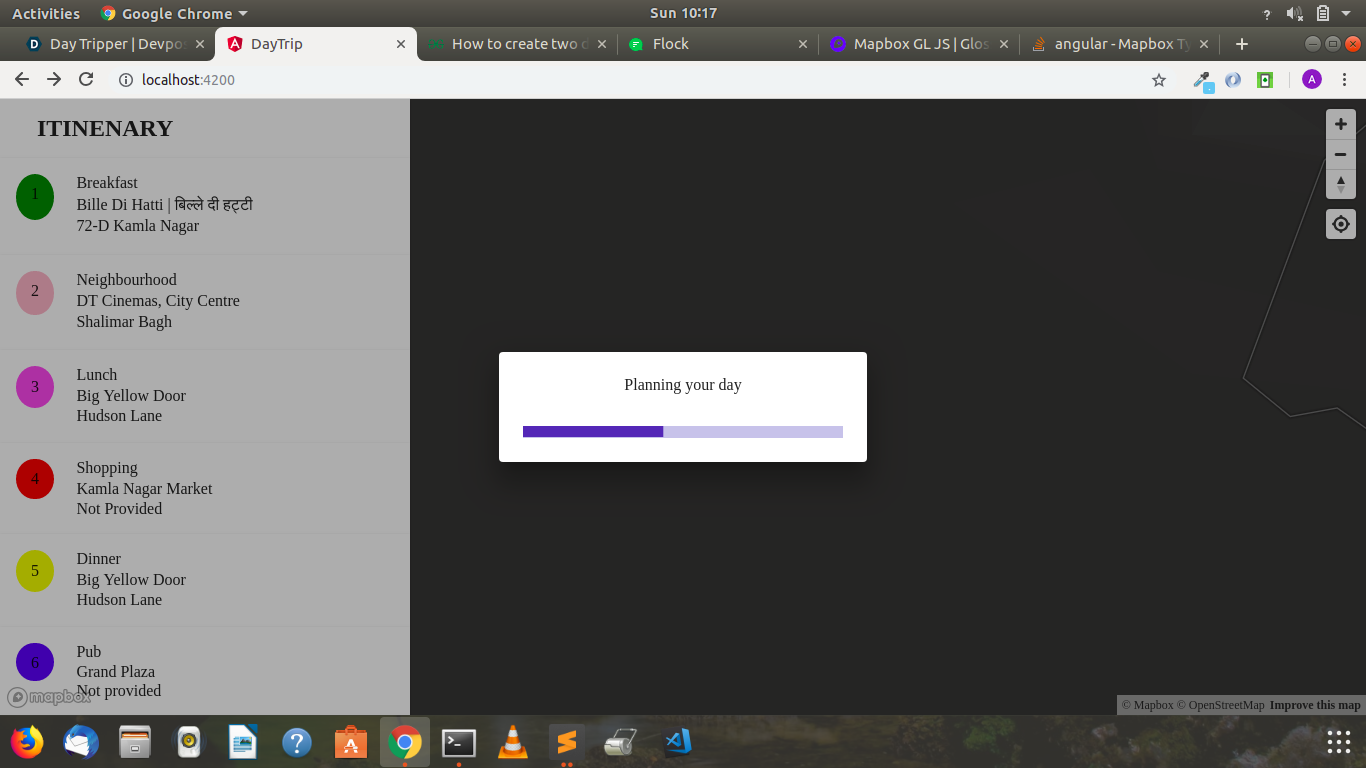 Activities
Google Chrome
Sun 10:17
?
Day Tripper | Devpos
DayTrip
How to create two d
Flock
Mapbox GL JS | Glos
angular - Mapbox Ty
localhost:4200
A
ITINENARY
1
Breakfast
Bille Di Hatti | बिल्ले दी हट्टी
72-D Kamla Nagar
2
Neighbourhood
DT Cinemas, City Centre
Shalimar Bagh
3
Lunch
Big Yellow Door
Hudson Lane
4
Shopping
Kamla Nagar Market
Not Provided
5
Dinner
Big Yellow Door
Hudson Lane
6
Pub
Grand Plaza
Not provided
mapbox
Planning your day
© Mapbox © OpenStreetMap Improve this map